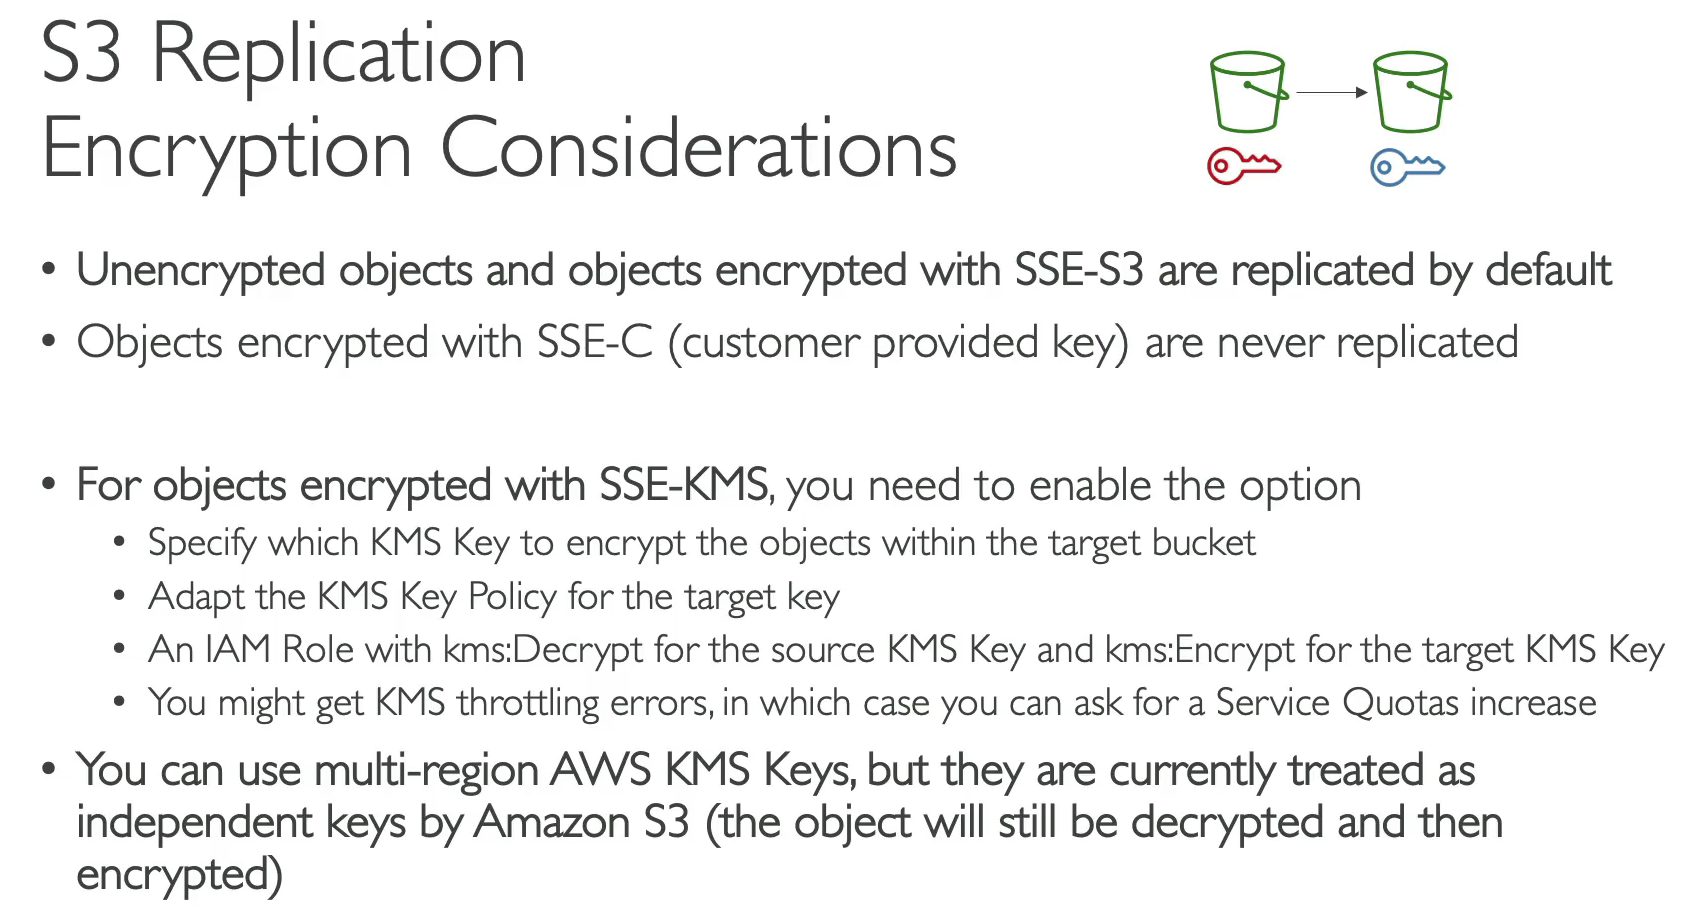 S3 Replication
Encryption Considerations
• Unencrypted objects and objects encrypted with SSE-S3 are replicated by default
• Objects encrypted with SSE-C (customer provided key) are never replicated
• For objects encrypted with SSE-KMS, you need to enable the option
• Specify which KMS Key to encrypt the objects within the target bucket
• Adapt the KMS Key Policy for the target key
• An IAM Role with kms:Decrypt for the source KMS Key and kms:Encrypt for the target KMS Key
• You might get KMS throttling errors, in which case you can ask for a Service Quotas increase
• You can use multi-region AWS KMS Keys, but they are currently treated as
independent keys by Amazon S3 (the object will still be decrypted and then
encrypted)